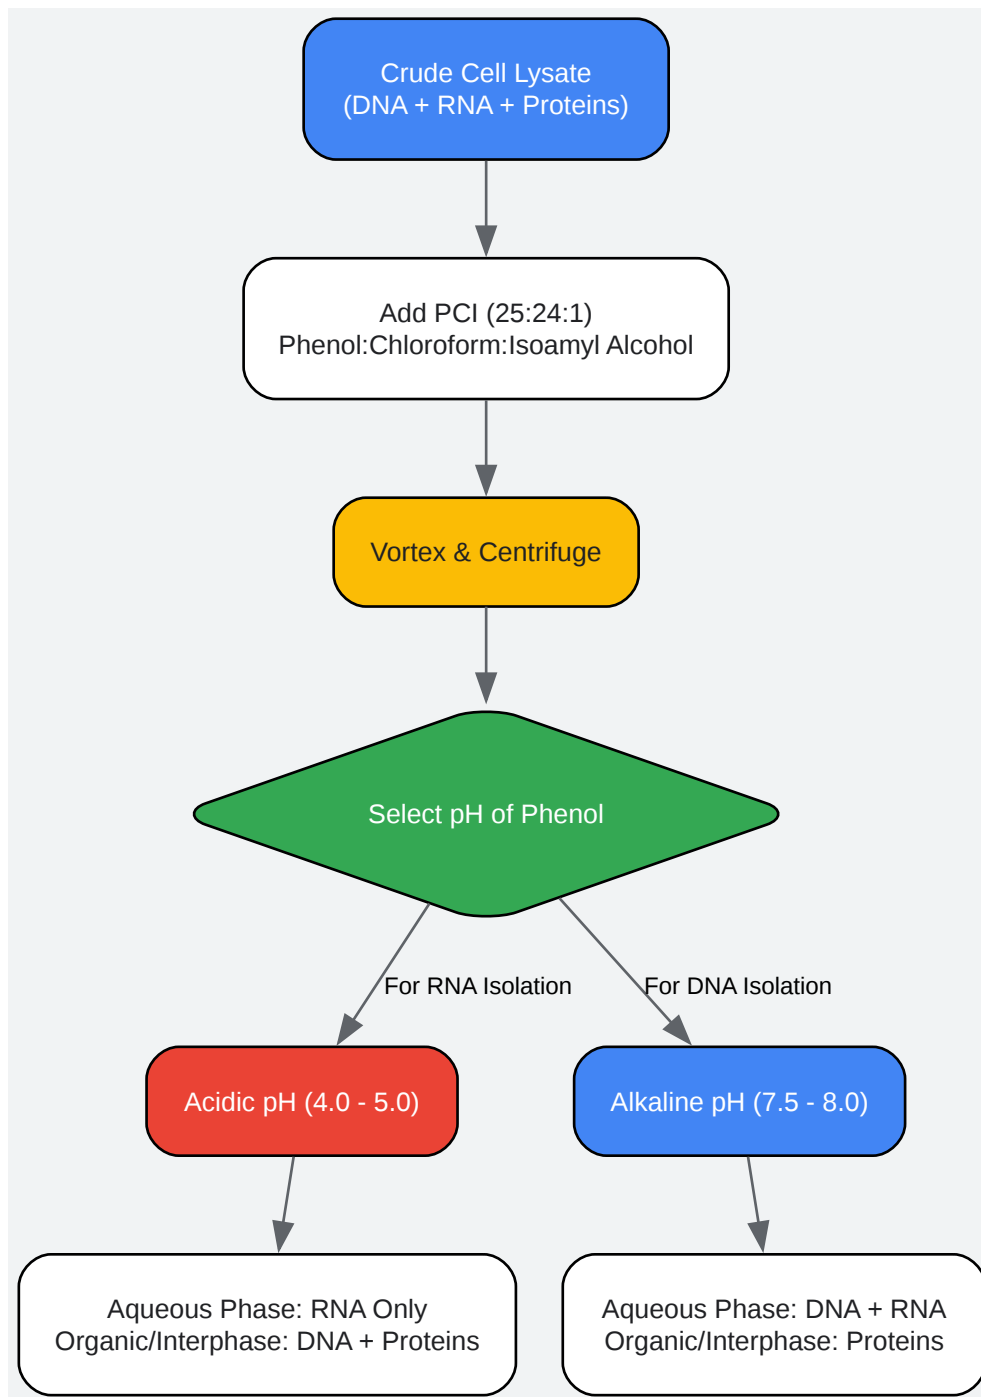 Crude Cell Lysate
(DNA + RNA + Proteins)
Add PCI (25:24:1)
Phenol:Chloroform:Isoamyl Alcohol
Vortex & Centrifuge
Select pH of Phenol
For RNA Isolation
For DNA Isolation
Acidic pH (4.0 - 5.0)
Alkaline pH (7.5 - 8.0)
Aqueous Phase: RNA Only
Organic/Interphase: DNA + Proteins
Aqueous Phase: DNA + RNA
Organic/Interphase: Proteins